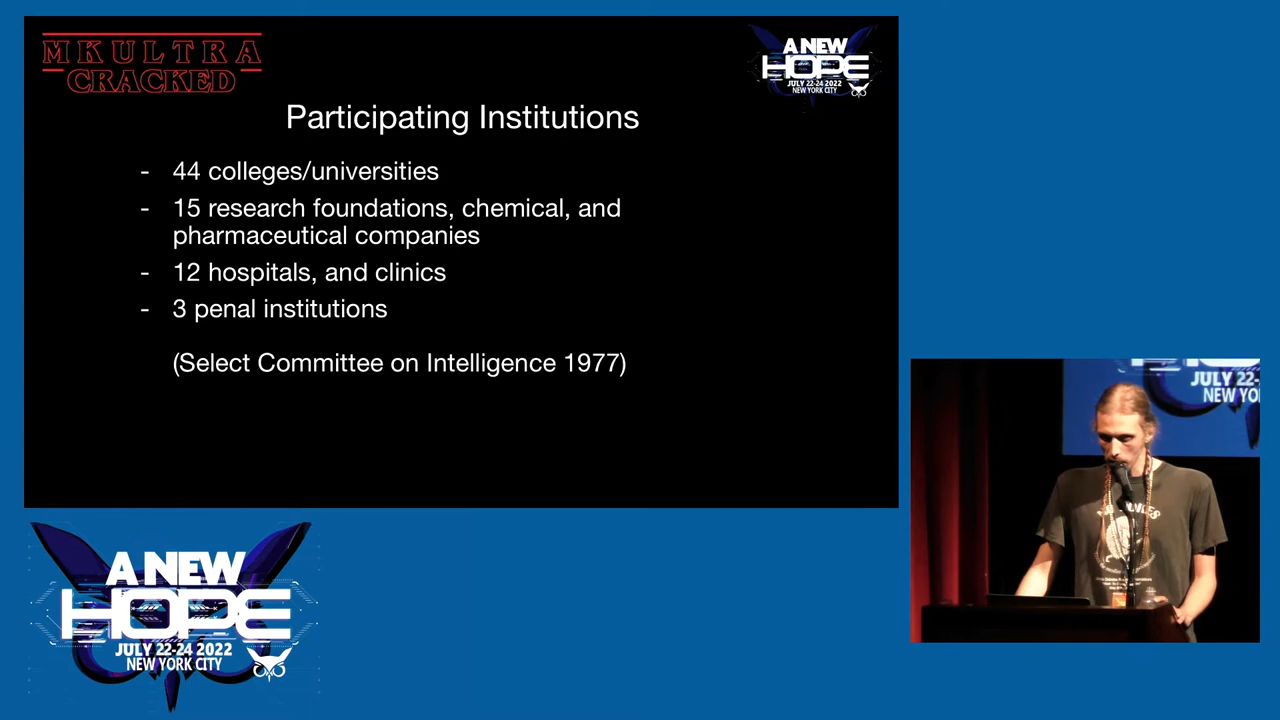 MKULTRA
CRACKED
A NEW
HOPE
JULY 22-24 2022
NEW YORK CITY
Participating Institutions
- 44 colleges/universities
- 15 research foundations, chemical, and
pharmaceutical companies
- 12 hospitals, and clinics
- 3 penal institutions
(Select Committee on Intelligence 1977)
JULY 22-
NEW YO
A NEW
HOPE
JULY 22-24 2022
NEW YORK CITY